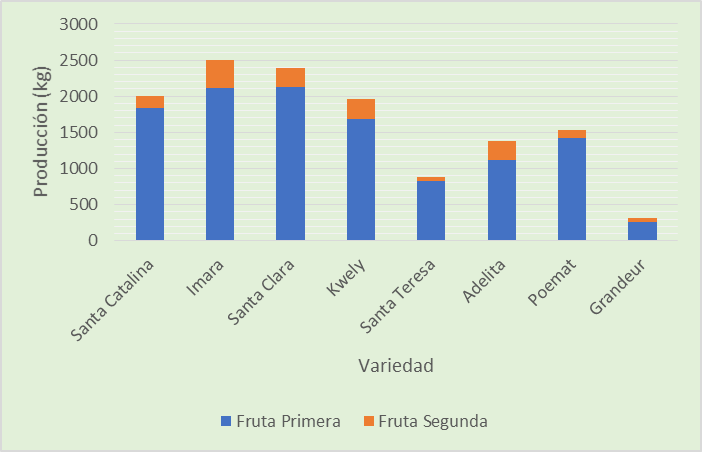 3000
2500
2000
1500
1000
500
0
Producción (kg)
Santa Catalina
Imara
Santa Clara
Kwely
Santa Teresa
Adelita
Poemat
Grandeur
Variedad
Fruta Primera
Fruta Segunda